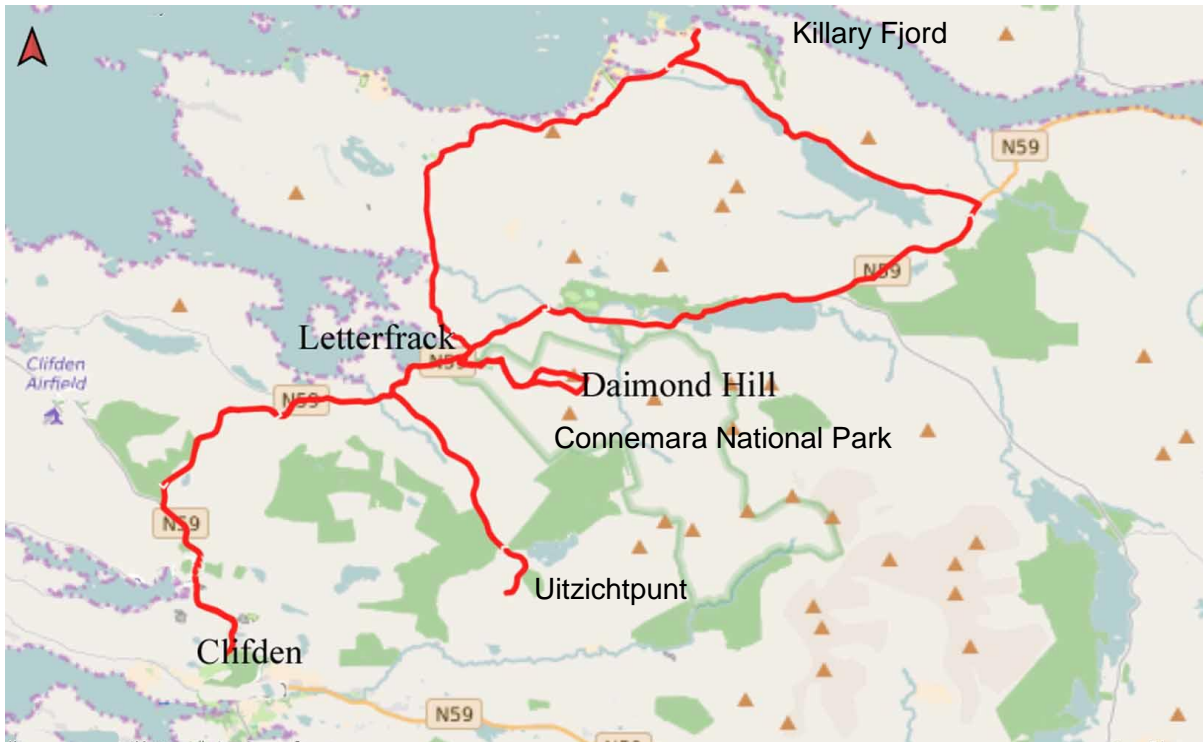 Killary Fjord
N59
N59
Letterfrack
N59
Clifden
Airfield
Daimond Hill
N59
Connemara National Park
N59
Uitzichtpunt
Clifden
N59